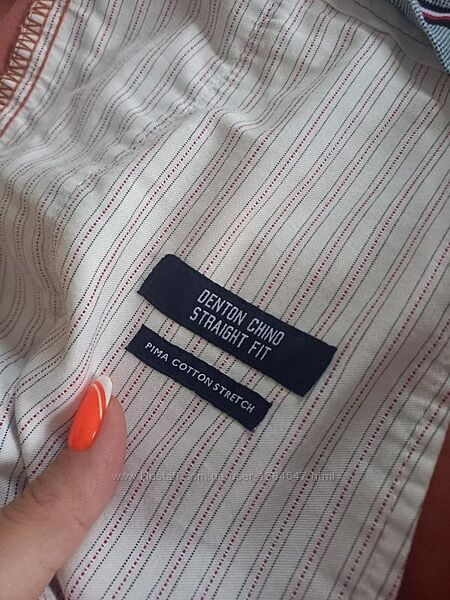 DENTON CHINO
STRAIGHT FIT
PIMA COTTON STRETCH